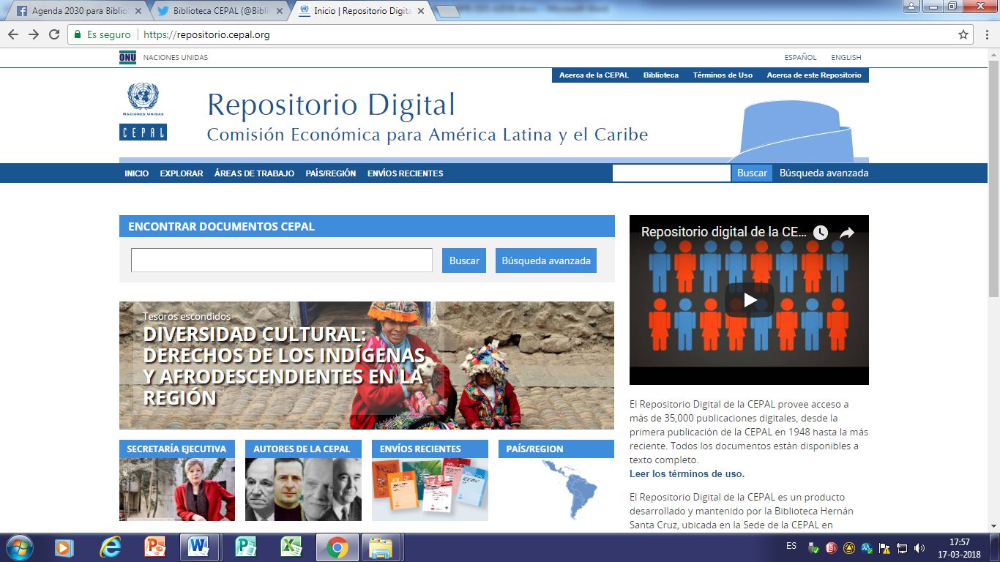 Agenda 2030 para Biblio
Biblioteca CEPAL (@Bibli
Inicio | Repositorio Digita
Microsoft Word
Es seguro
https://repositorio.cepal.org
ONU NACIONES UNIDAS
ESPAÑOL ENGLISH
Acerca de la CEPAL Biblioteca Términos de Uso Acerca de este Repositorio
NACIONES UNIDAS
CEPAL
Repositorio Digital
Comisión Económica para América Latina y el Caribe
INICIO EXPLORAR ÁREAS DE TRABAJO PAÍS/REGIÓN ENVÍOS RECIENTES
Buscar Búsqueda avanzada
ENCONTRAR DOCUMENTOS CEPAL
Buscar Búsqueda avanzada
Tesoros escondidos
DIVERSIDAD CULTURAL:
DERECHOS DE LOS INDÍGENAS
Y AFRODESCENDIENTES EN LA
REGIÓN
SECRETARÍA EJECUTIVA
AUTORES DE LA CEPAL
ENVÍOS RECIENTES
PAÍS/REGION
Repositorio digital de la CE...
El Repositorio Digital de la CEPAL provee acceso a
más de 35,000 publicaciones digitales, desde la
primera publicación de la CEPAL en 1948 hasta la más
reciente. Todos los documentos están disponibles a
texto completo.
Leer los términos de uso.
El Repositorio Digital de la CEPAL es un producto
desarrollado y mantenido por la Biblioteca Hernán
Santa Cruz, ubicada en la Sede de la CEPAL en
ES
17:57
17-03-2018